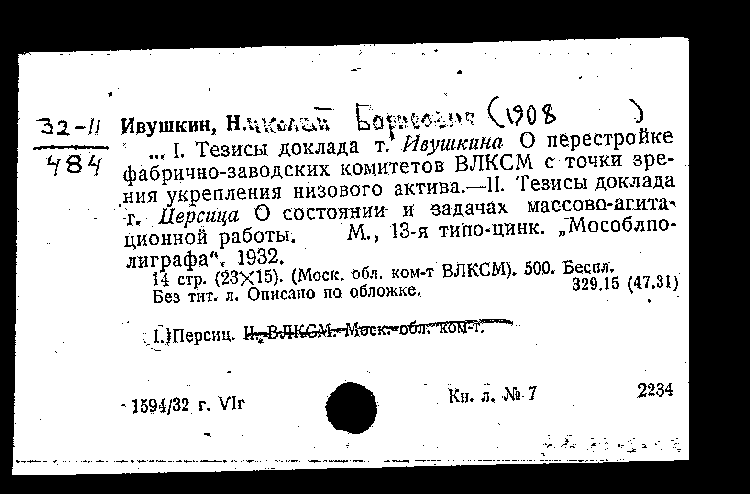 32-11
484
Ивушкин, Николай Борисович (1908 )
... I. Тезисы доклада т. Ивушкина О перестройке
фабрично-заводских комитетов ВЛКСМ с точки зре-
ния укрепления низового актива.—II. Тезисы доклада
т. Персица О состоянии и задачах массово-агита-
ционной работы. М., 13-я типо-цинк. „Мособлпо-
лиграфа“, 1932.
14 стр. (23×15). (Моск. обл. ком-т ВЛКСМ). 500. Беспл.
Без тит. л. Описано по обложке. 329.15 (47.31)
I.)Персиц. II. ВЛКСМ. Моск. обл. ком-т.
1594/32 г. VIг Кн. л. № 7 2234